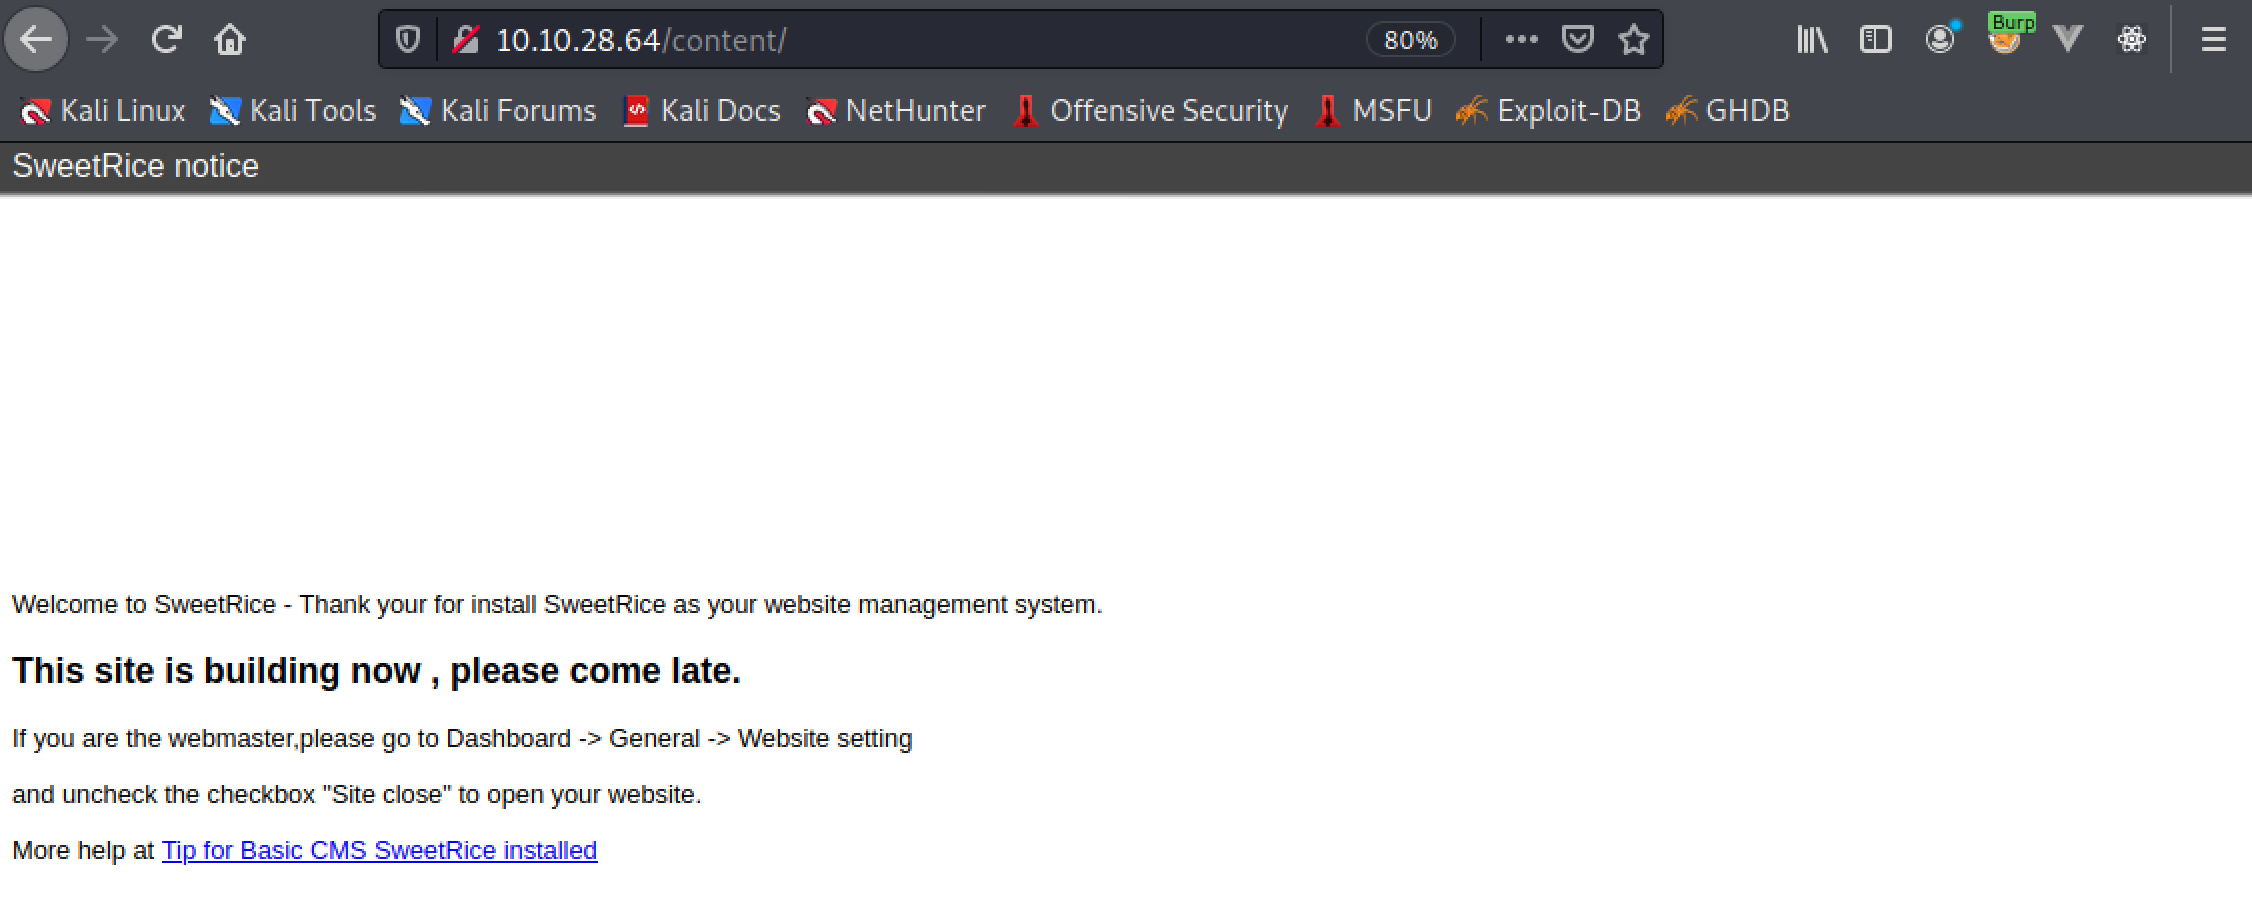 10.10.28.64/content/
80%
Burp
Kali Linux Kali Tools Kali Forums Kali Docs NetHunter Offensive Security MSFU Exploit-DB GHDB
SweetRice notice
Welcome to SweetRice - Thank your for install SweetRice as your website management system.
This site is building now , please come late.
If you are the webmaster,please go to Dashboard -> General -> Website setting
and uncheck the checkbox "Site close" to open your website.
More help at Tip for Basic CMS SweetRice installed